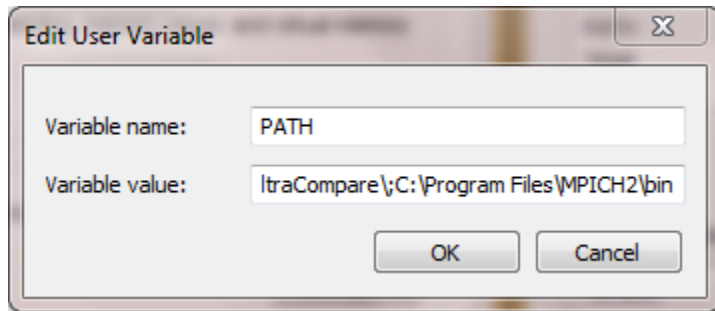 Edit User Variable
Variable name: PATH
Variable value: ltraCompare\;C:\Program Files\MPICH2\bin
OK Cancel